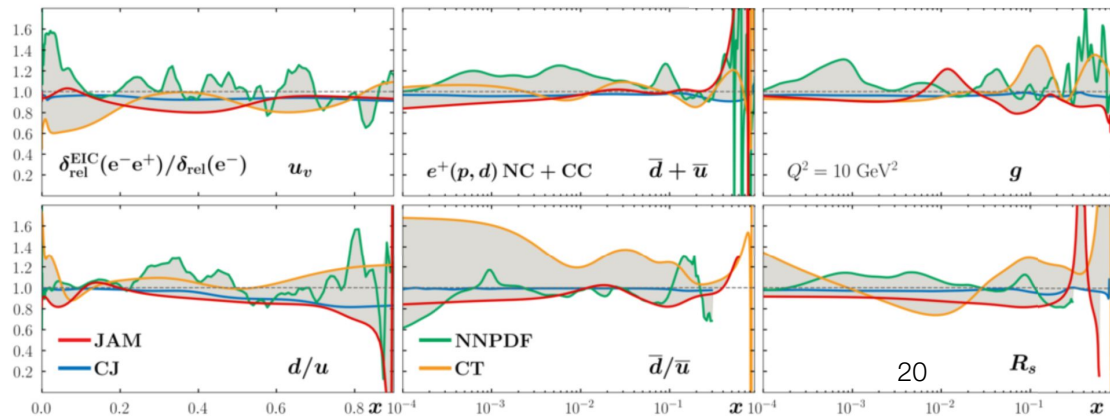 1.8
1.6
1.4
1.2
1.0
0.8
0.6
0.4
0.2
δ_rel^EIC(e⁻e⁺)/δ_rel(e⁻) u_v
e⁺(p, d) NC + CC d̅ + u̅
Q² = 10 GeV² g
1.6
1.4
1.2
1.0
0.8
0.6
0.4
0.2
JAM
CJ
d/u
NNPDF
CT
d̅/u̅
20
R_s
0.0 0.2 0.4 0.6 0.8 x
10⁻⁴ 10⁻³ 10⁻² 10⁻¹ x
10⁻⁴ 10⁻³ 10⁻² 10⁻¹ x